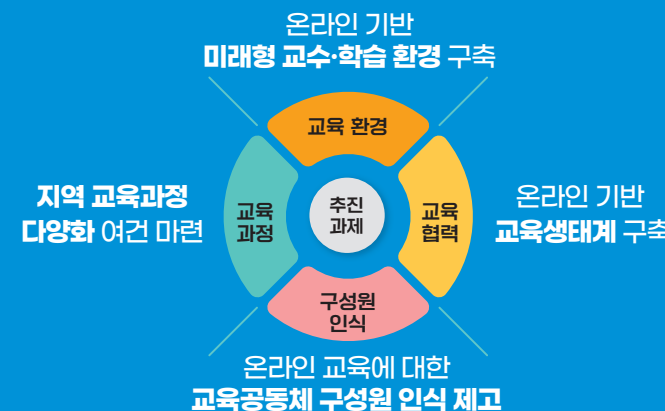 온라인 기반
미래형 교수·학습 환경 구축
교육 환경
지역 교육과정
다양화 여건 마련
교육
과정
추진
과제
교육
협력
온라인 기반
교육생태계 구축
구성원
인식
온라인 교육에 대한
교육공동체 구성원 인식 제고